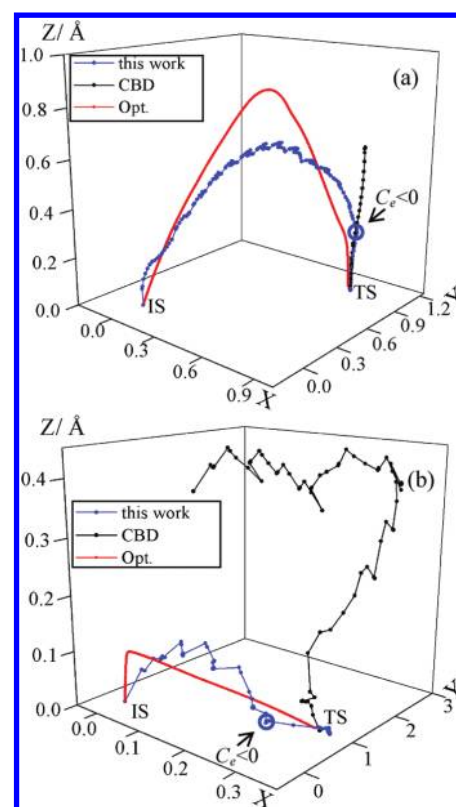 Z/ Å
1.0
this work
CBD
Opt.
(a)
0.8
0.6
0.4
0.2
0.0
Cₑ<0
IS
TS
0.0
0.3
0.6
0.9
X
0.0
0.3
0.6
0.9
1.2
Y
Z/ Å
0.4
(b)
this work
CBD
Opt.
0.3
0.2
0.1
0.0
IS
TS
Cₑ<0
0.0
0.1
0.2
0.3
X
0
1
2
3
Y